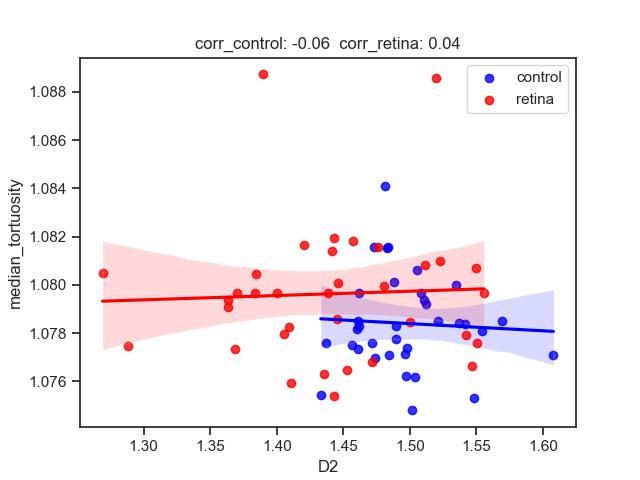 corr_control: -0.06  corr_retina: 0.04
control
retina
1.088
1.086
1.084
1.082
1.080
1.078
1.076
median_tortuosity
1.30 1.35 1.40 1.45 1.50 1.55 1.60
D2